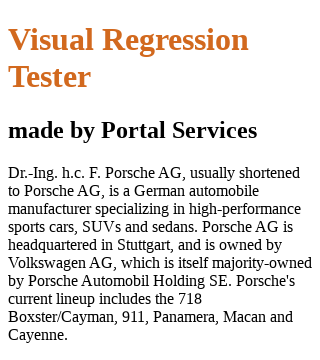 Visual Regression
Tester
made by Portal Services
Dr.-Ing. h.c. F. Porsche AG, usually shortened
to Porsche AG, is a German automobile
manufacturer specializing in high-performance
sports cars, SUVs and sedans. Porsche AG is
headquartered in Stuttgart, and is owned by
Volkswagen AG, which is itself majority-owned
by Porsche Automobil Holding SE. Porsche's
current lineup includes the 718
Boxster/Cayman, 911, Panamera, Macan and
Cayenne.